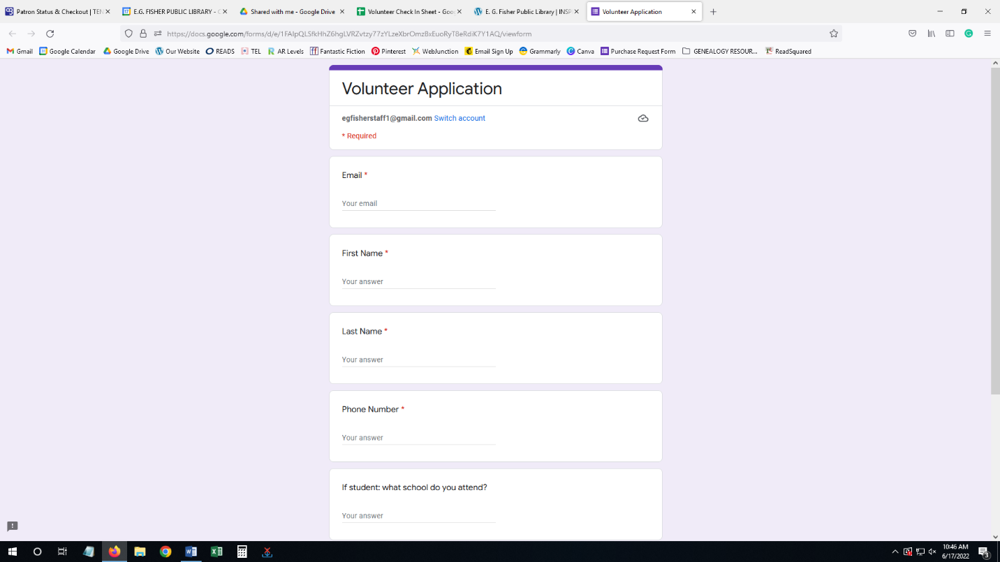 Patron Status & Checkout | TEN
E.G. FISHER PUBLIC LIBRARY - C
Shared with me - Google Drive
Volunteer Check In Sheet - Goo
E. G. Fisher Public Library | INSP
Volunteer Application
https://docs.google.com/forms/d/e/1FAIpQLSfkHhZ6hgLVRZvtzy77zYLzeXbrOmzBxEuoRyT8eRdiK7Y1AQ/viewform
Gmail
Google Calendar
Google Drive
Our Website
READS
TEL
AR Levels
Fantastic Fiction
Pinterest
WebJunction
Email Sign Up
Grammarly
Canva
Purchase Request Form
GENEALOGY RESOUR...
ReadSquared
Volunteer Application
egfisherstaff1@gmail.com Switch account
* Required
Email *
Your email
First Name *
Your answer
Last Name *
Your answer
Phone Number *
Your answer
If student: what school do you attend?
Your answer
10:46 AM
6/17/2022
3